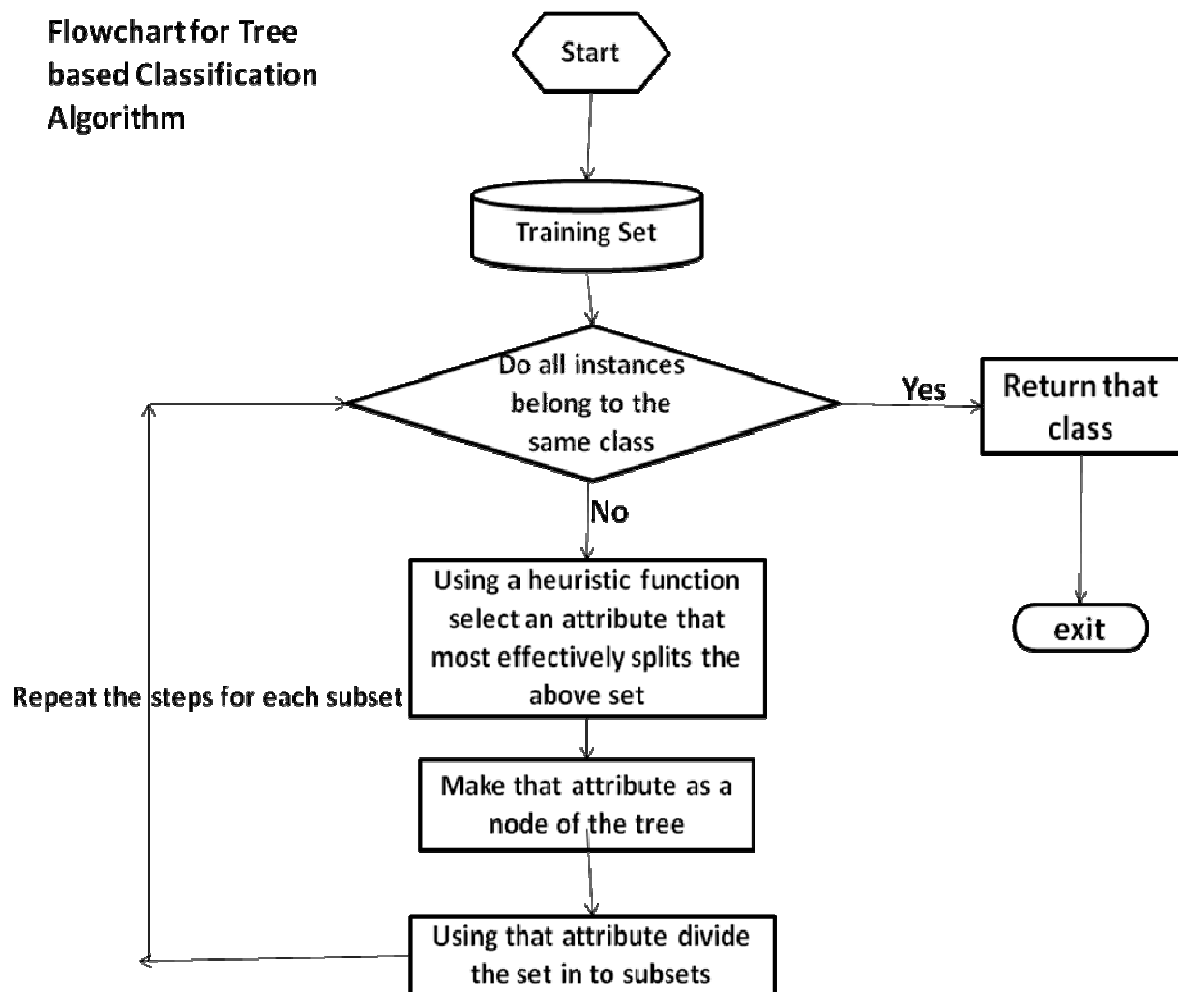 Flowchart for Tree
based Classification
Algorithm
Start
Training Set
Do all instances
belong to the
same class
Yes
Return that
class
exit
No
Using a heuristic function
select an attribute that
most effectively splits the
above set
Repeat the steps for each subset
Make that attribute as a
node of the tree
Using that attribute divide
the set in to subsets